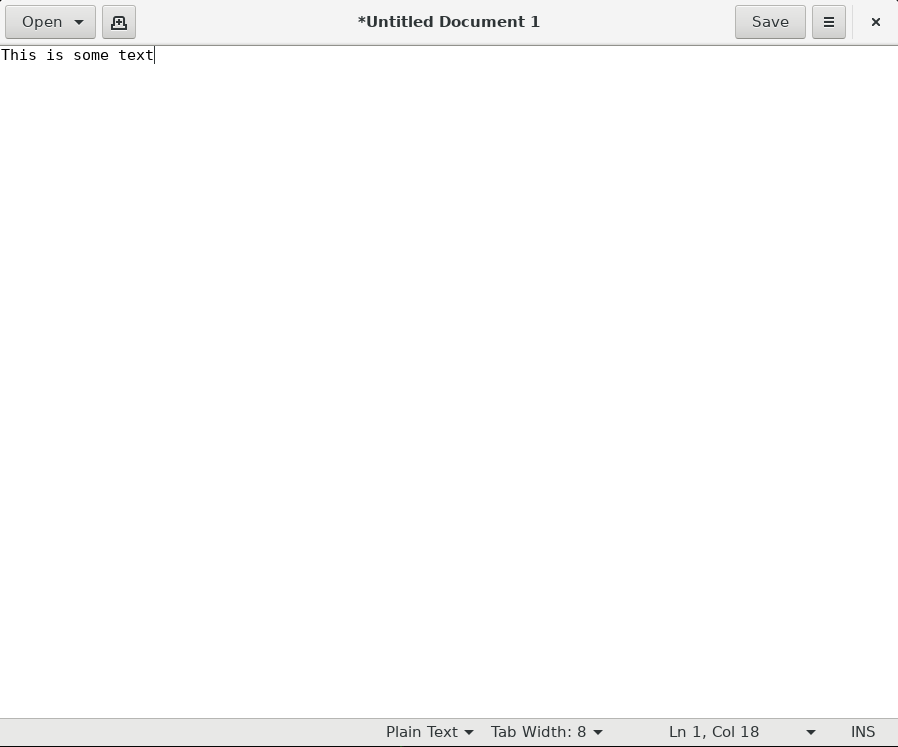 Open *Untitled Document 1 Save
This is some text
Plain Text Tab Width: 8 Ln 1, Col 18 INS